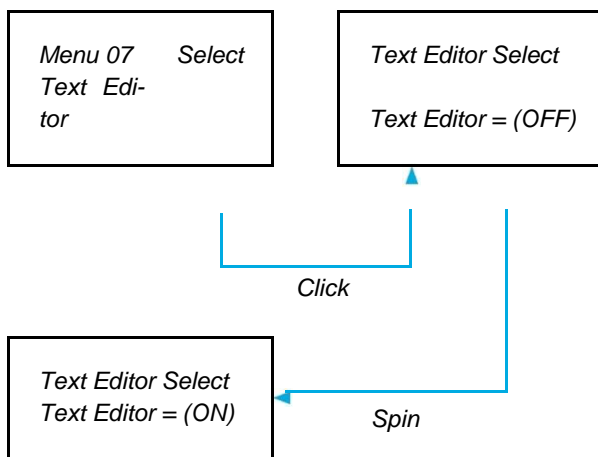 Menu 07 Select
Text Edi-
tor
Text Editor Select
Text Editor = (OFF)
Click
Text Editor Select
Text Editor = (ON)
Spin